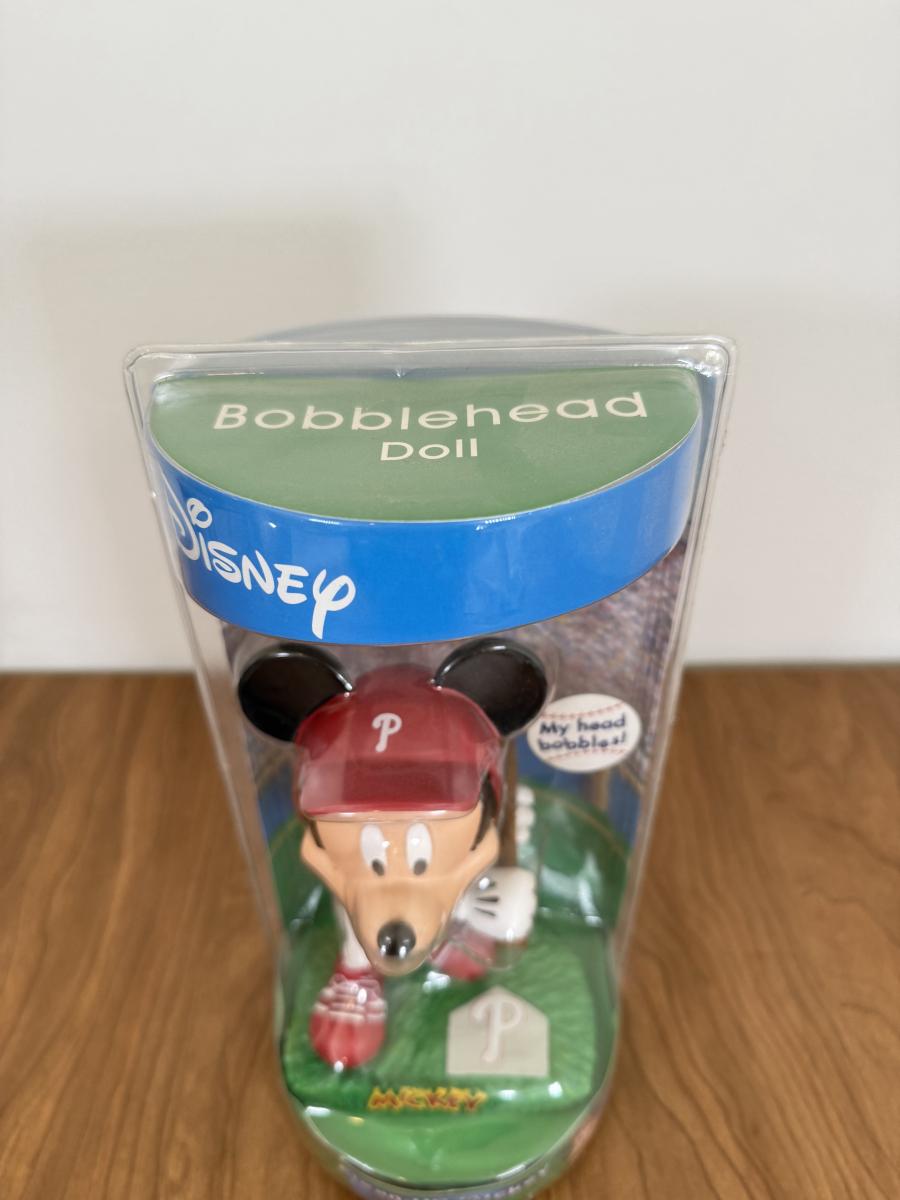 Bobblehead
Doll
DISNEY
P
My head
bobbles!
P
MICKEY